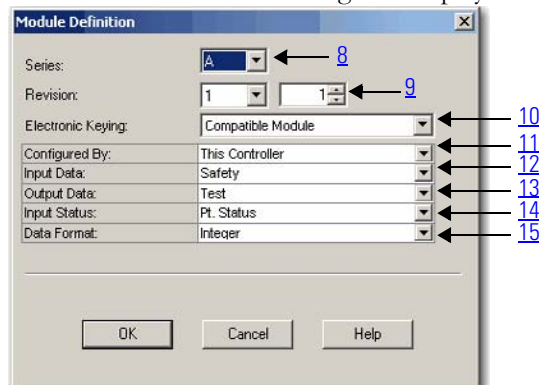 Module Definition
Series: A 8
Revision: 1 1 9
Electronic Keying: Compatible Module 10
Configured By: This Controller 11
Input Data: Safety 12
Output Data: Test 13
Input Status: Pt. Status 14
Data Format: Integer 15
OK Cancel Help